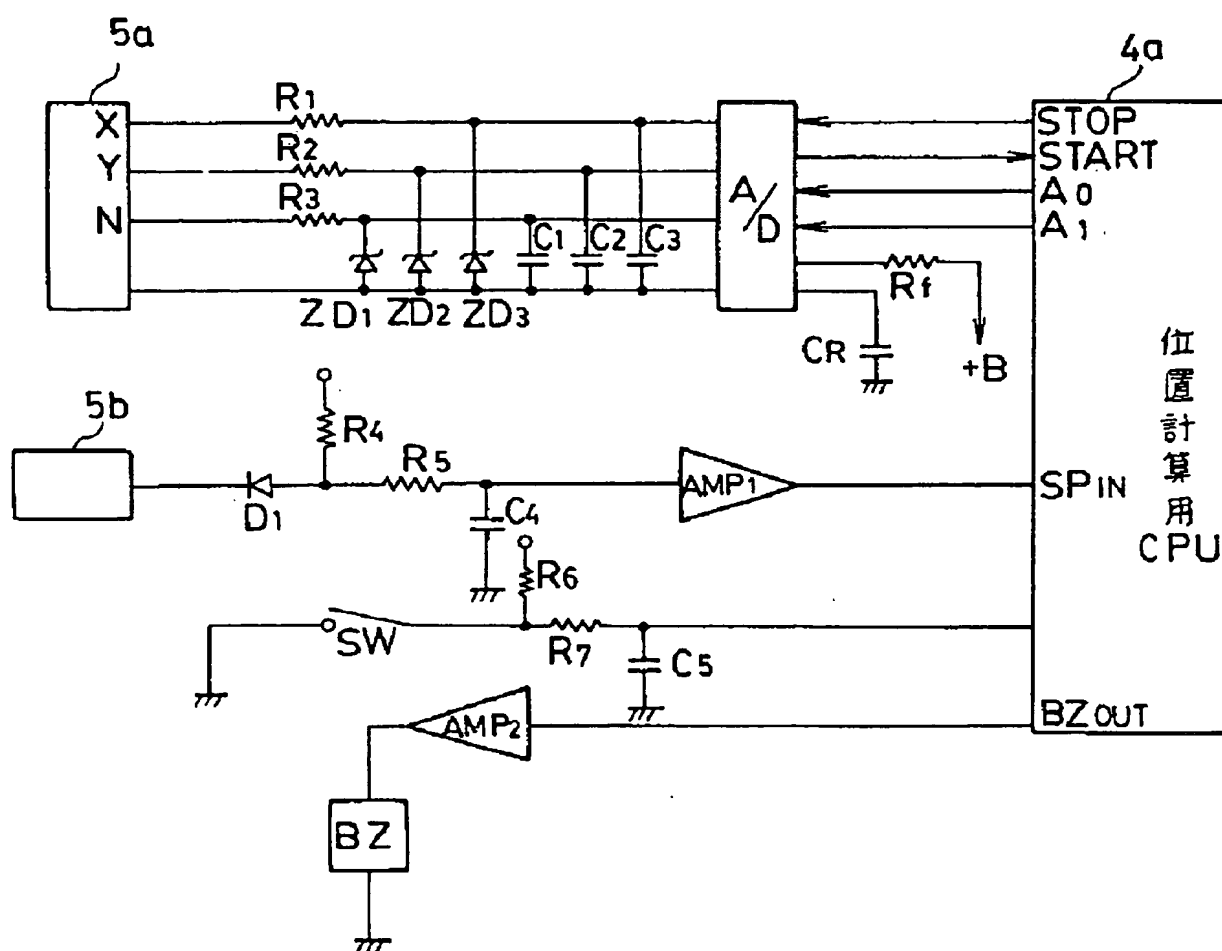 5a
4a
X
R1
STOP
Y
R2
START
N
R3
A/D
A0
A1
C1
C2
C3
Rf
ZD1
ZD2
ZD3
CR
+B
位置計算用
CPU
5b
R4
R5
D1
C4
AMP1
SPIN
R6
SW
R7
C5
AMP2
BZOUT
BZ